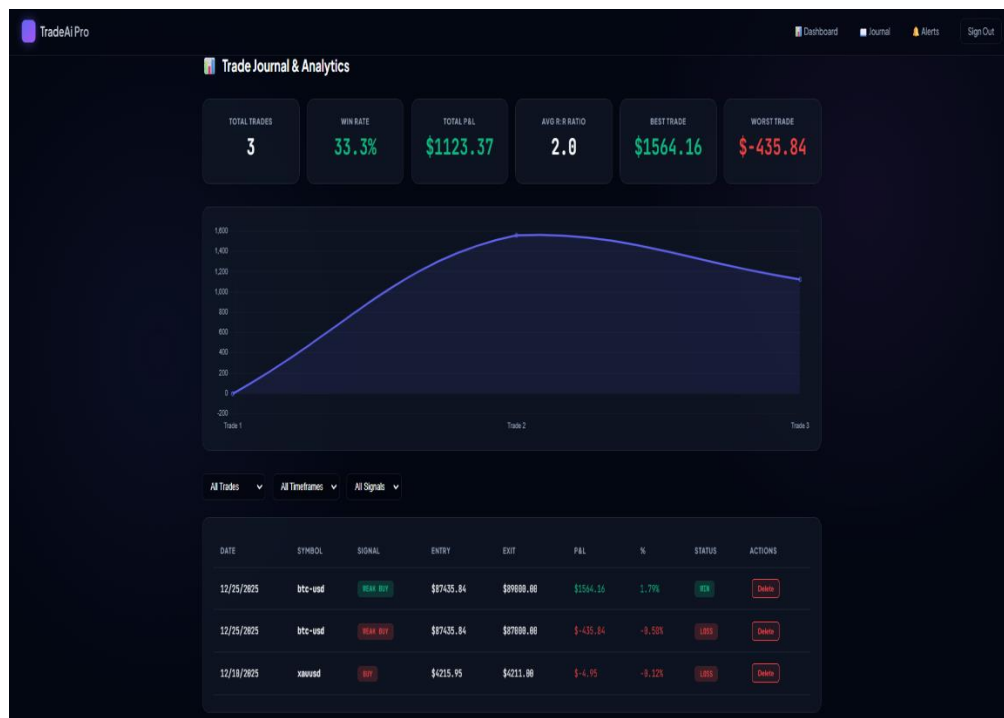 TradeAi Pro
Dashboard Journal Alerts Sign Out
Trade Journal & Analytics
TOTAL TRADES WIN RATE TOTAL P&L AVG R:R RATIO BEST TRADE WORST TRADE
3 33.3% $1123.37 2.0 $1564.16 $-435.84
1,600
1,400
1,200
1,000
800
600
400
200
0
-200
Trade 1 Trade 2 Trade 3
All Trades All Timeframes All Signals
DATE SYMBOL SIGNAL ENTRY EXIT P&L % STATUS ACTIONS
12/25/2025 btc-usd WEAK BUY $87435.84 $89000.00 $1564.16 1.79% WIN Delete
12/25/2025 btc-usd WEAK BUY $87435.84 $87000.00 $-435.84 -0.50% LOSS Delete
12/10/2025 xauusd BUY $4215.95 $4211.00 $-4.95 -0.12% LOSS Delete